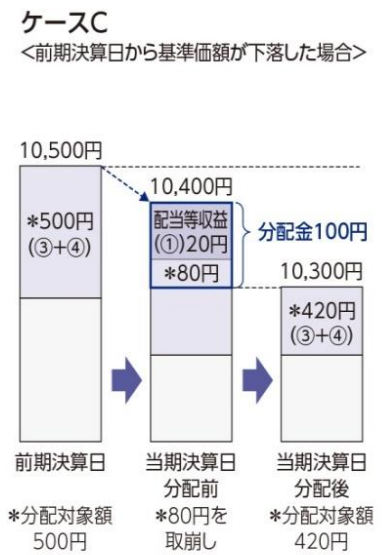 ケースC
<前期決算日から基準価額が下落した場合>
10,500円
*500円
(③+④)
10,400円
配当等収益
(①)20円
*80円
分配金100円
10,300円
*420円
(③+④)
前期決算日
当期決算日
分配前
当期決算日
分配後
*分配対象額
500円
*80円を
取崩し
*分配対象額
420円